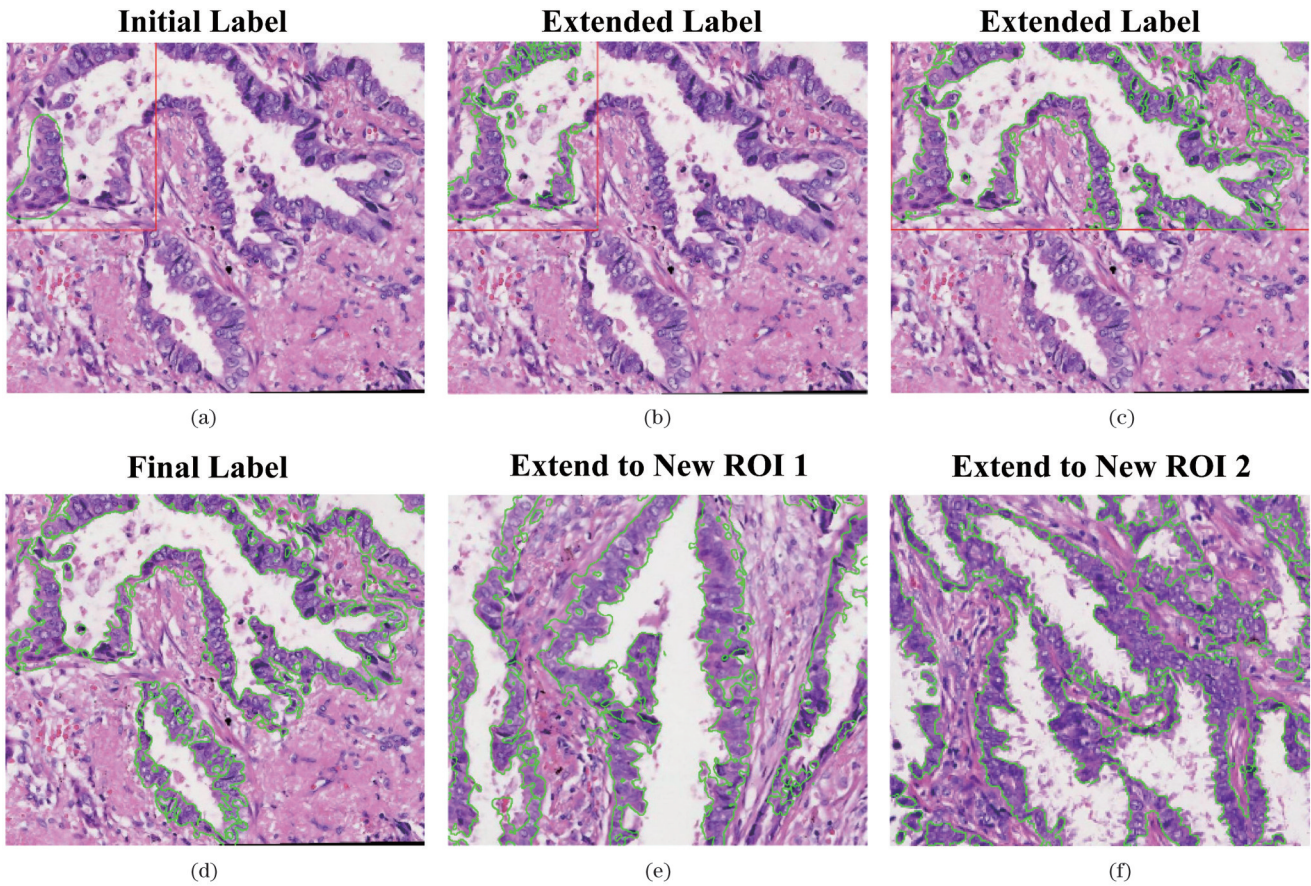 Initial Label
Extended Label
Extended Label
(a)
(b)
(c)
Final Label
Extend to New ROI 1
Extend to New ROI 2
(d)
(e)
(f)